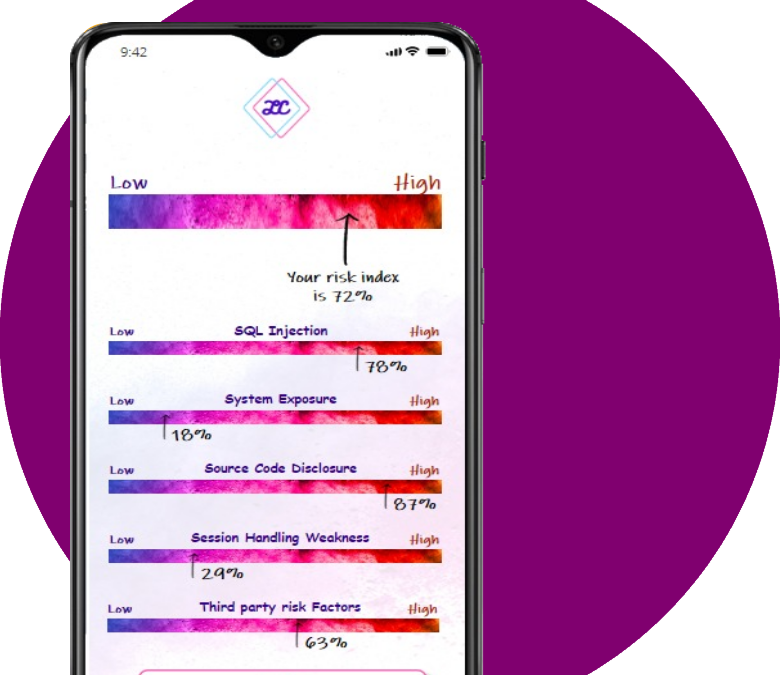 9:42
LC
Low High
Your risk index
is 72%
Low SQL Injection High
78%
Low System Exposure High
18%
Low Source Code Disclosure High
87%
Low Session Handling Weakness High
29%
Low Third party risk Factors High
63%